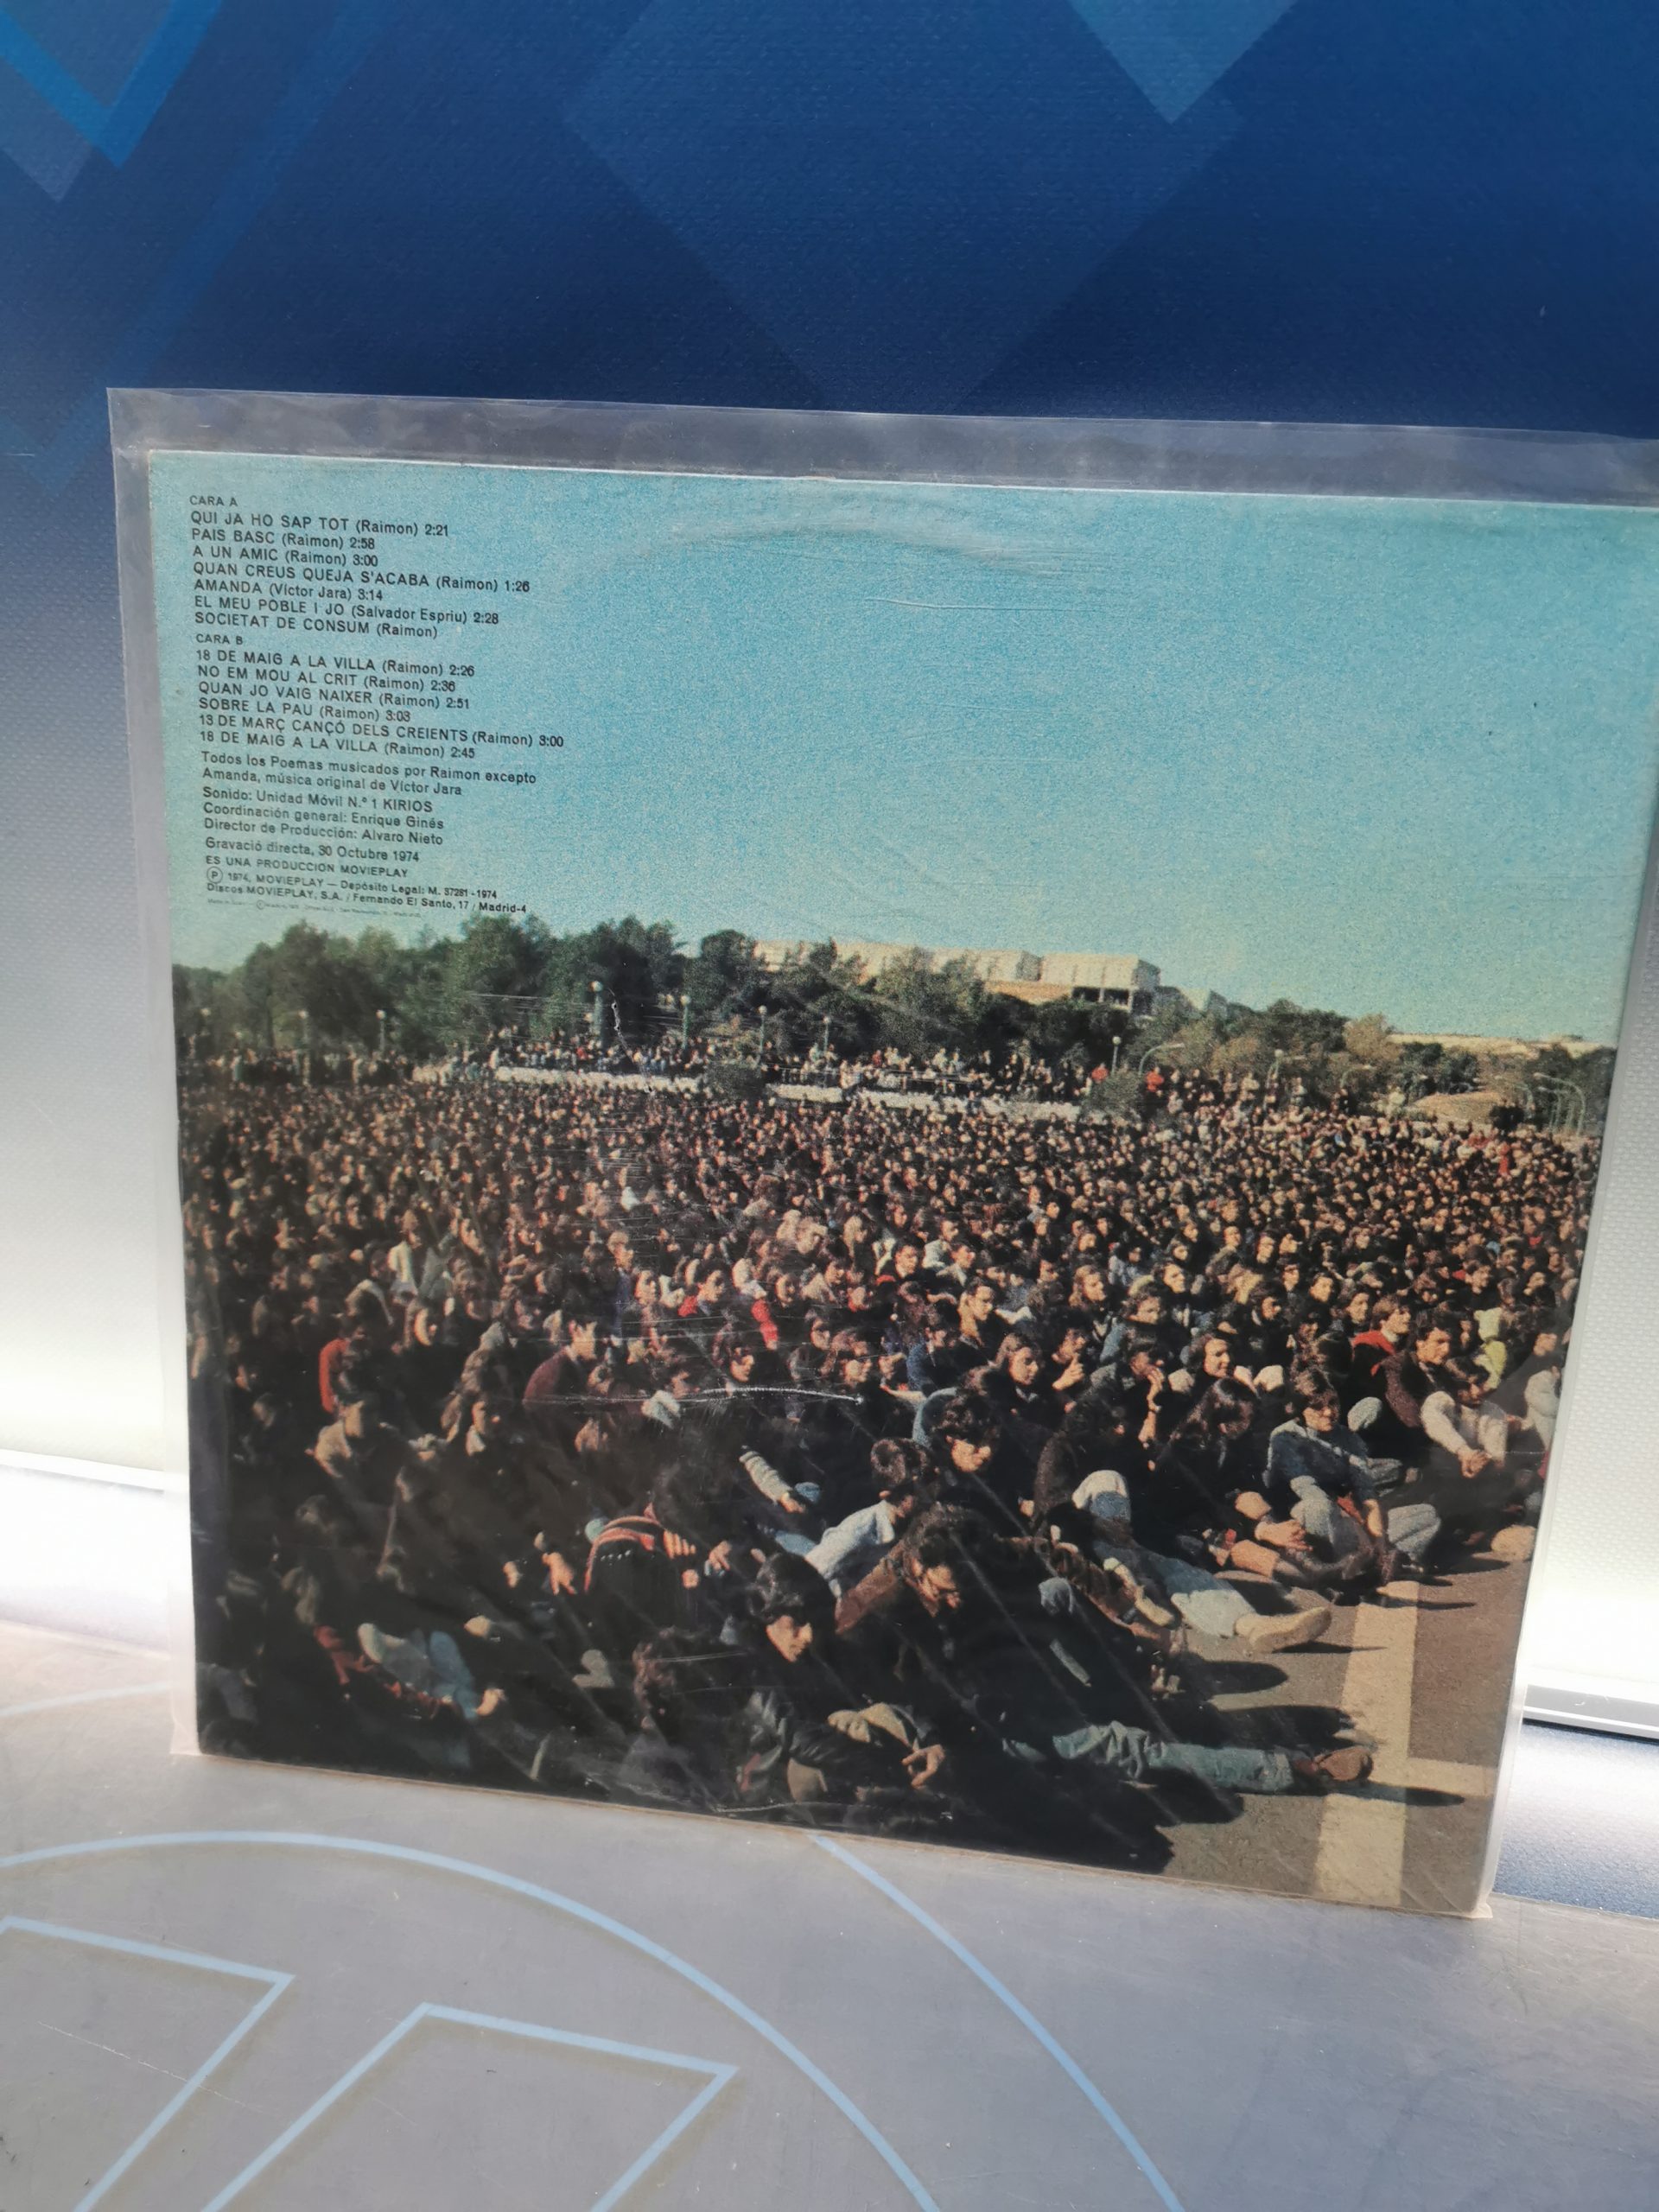 CARA A
QUI JA HO SAP TOT (Raimon) 2:21
PAIS BASC (Raimon) 2:58
A UN AMIC (Raimon) 3:00
QUAN CREUS QUEJA S'ACABA (Raimon) 1:26
AMANDA (Víctor Jara) 3:14
EL MEU POBLE I JO (Salvador Espriu) 2:28
SOCIETAT DE CONSUM (Raimon)
CARA B
18 DE MAIG A LA VILLA (Raimon) 2:26
NO EM MOU AL CRIT (Raimon) 2:36
QUAN JO VAIG NAIXER (Raimon) 2:51
SOBRE LA PAU (Raimon) 3:03
13 DE MARÇ CANÇÓ DELS CREIENTS (Raimon) 3:00
18 DE MAIG A LA VILLA (Raimon) 2:45
Todos los Poemas musicados por Raimon excepto
Amanda, música original de Víctor Jara
Sonido: Unidad Móvil N.º 1 KIRIOS
Coordinación general: Enrique Ginés
Director de Producción: Alvaro Nieto
Gravació directa, 30 Octubre 1974
ES UNA PRODUCCION MOVIEPLAY
Ⓟ 1974, MOVIEPLAY — Depósito Legal: M. 37281 - 1974
Discos MOVIEPLAY, S.A. / Fernando El Santo, 17 / Madrid-4